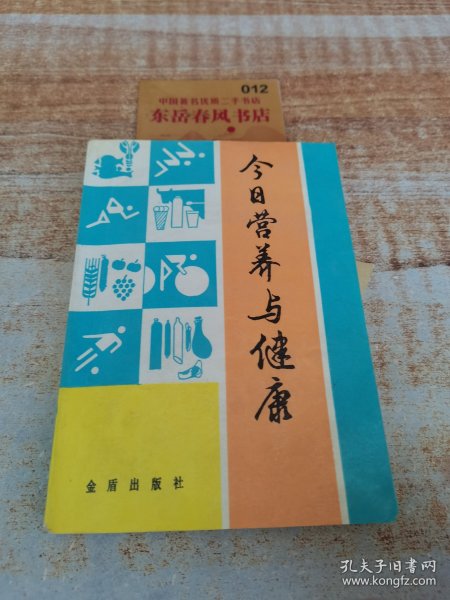 012
中国著名优质二手书店
东岳春风书店
今日营养与健康
金盾出版社
孔夫子旧书网
www.kongfz.com